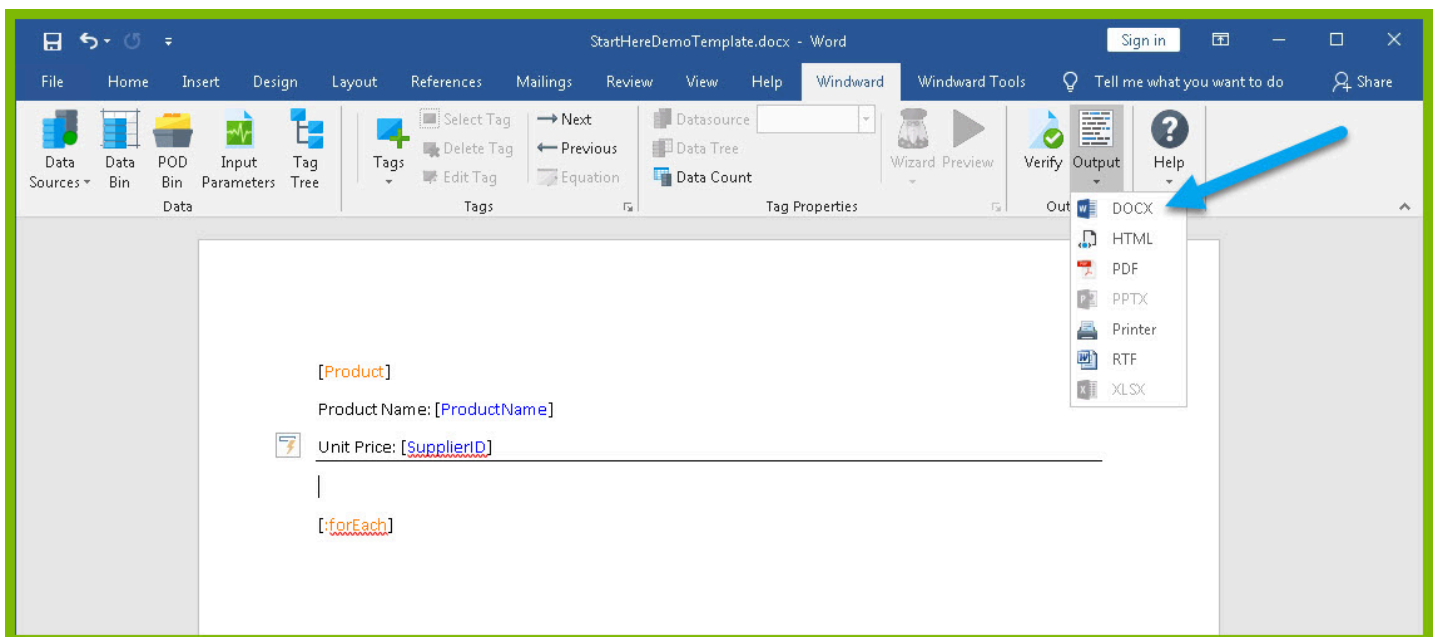 StartHereDemoTemplate.docx - Word
Sign in
File Home Insert Design Layout References Mailings Review View Help Windward Windward Tools Tell me what you want to do Share
Select Tag → Next Datasource
Delete Tag ← Previous Data Tree
Data Sources Data Bin POD Bin Input Parameters Tag Tree Tags Edit Tag Equation Data Count Wizard Preview Verify Output Help
Data Tags Tag Properties Out
DOCX
HTML
PDF
PPTX
Printer
RTF
XLSX
[Product]
Product Name: [ProductName]
Unit Price: [SupplierID]
[:forEach]